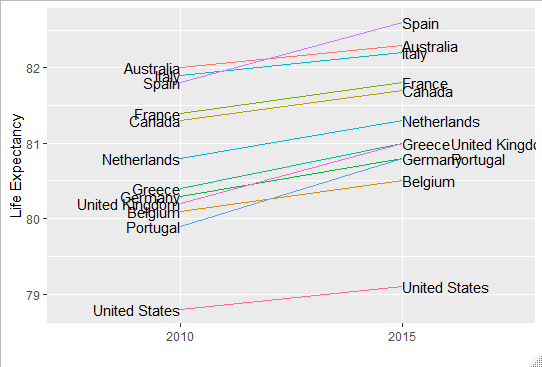 Spain
Australia
Australia
Italy
Italy
82
Spain
France
Canada
France
Canada
Netherlands
81
Greece
United Kingdo
Netherlands
Germany
Portugal
Belgium
Greece
Germany
United Kingdom
Belgium
80
Portugal
United States
79
United States
2010
2015
Life Expectancy